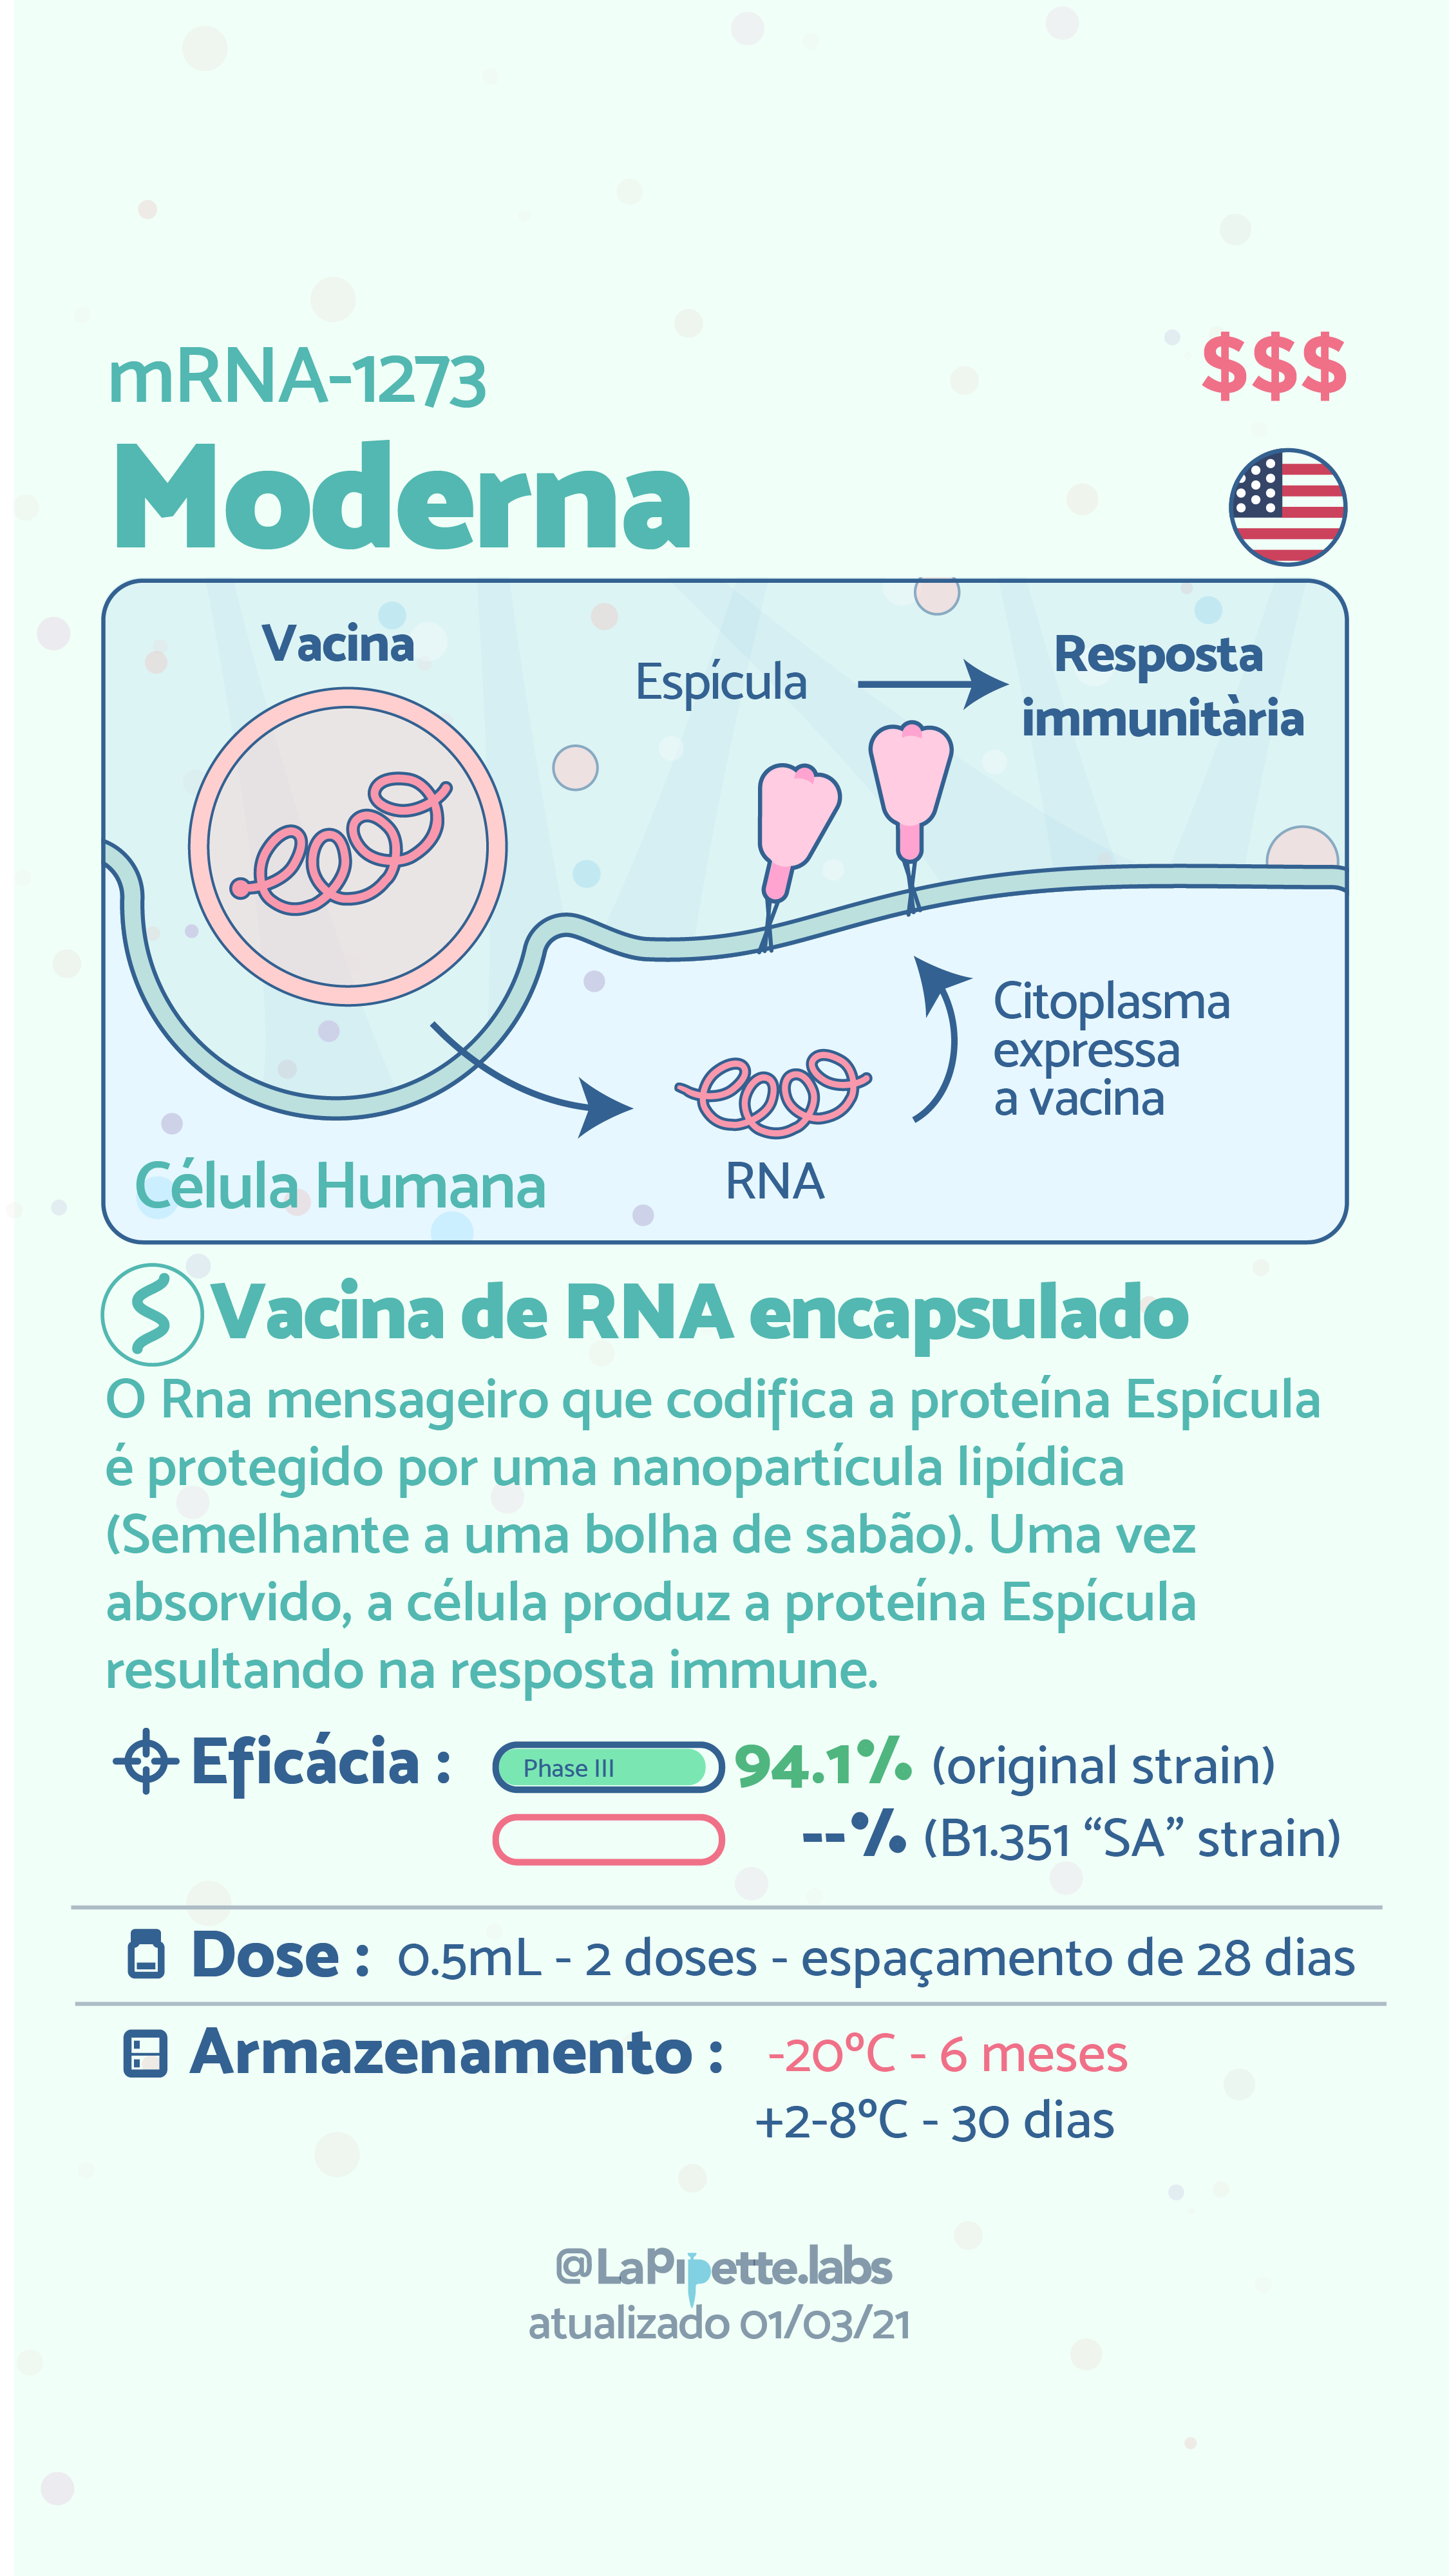 mRNA-1273
$$$
Moderna
Vacina
Espícula
Resposta
immunitària
Citoplasma
expressa
a vacina
RNA
Célula Humana
Vacina de RNA encapsulado
O Rna mensageiro que codifica a proteína Espícula
é protegido por uma nanopartícula lipídica
(Semelhante a uma bolha de sabão). Uma vez
absorvido, a célula produz a proteína Espícula
resultando na resposta immune.
Eficácia : Phase III 94.1% (original strain)
--% (B1.351 “SA” strain)
Dose : 0.5mL - 2 doses - espaçamento de 28 dias
Armazenamento : -20ºC - 6 meses
+2-8ºC - 30 dias
@LaPipette.labs
atualizado 01/03/21